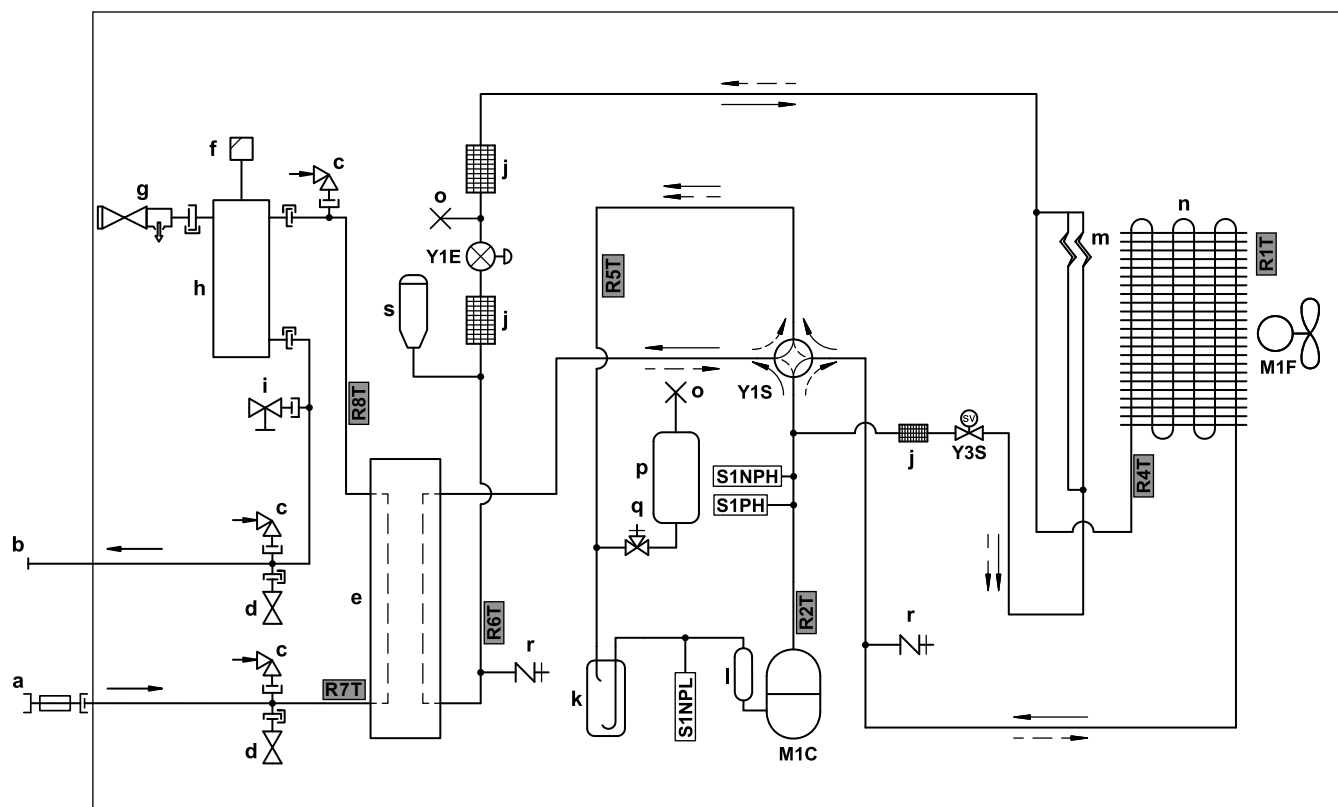 f
c
g
h
i
R8T
c
b
d
e
c
a
R7T
d
j
o
Y1E
s
j
R6T
r
R5T
o
p
q
k
S1NPL
l
M1C
R2T
S1NPH
S1PH
Y1S
j
SV
Y3S
r
m
n
R1T
M1F
R4T